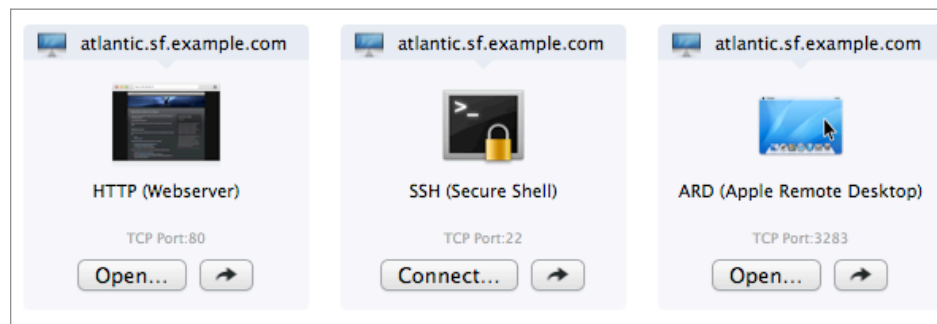 atlantic.sf.example.com
HTTP (Webserver)
TCP Port:80
Open...
atlantic.sf.example.com
>_
SSH (Secure Shell)
TCP Port:22
Connect...
atlantic.sf.example.com
ARD (Apple Remote Desktop)
TCP Port:3283
Open...